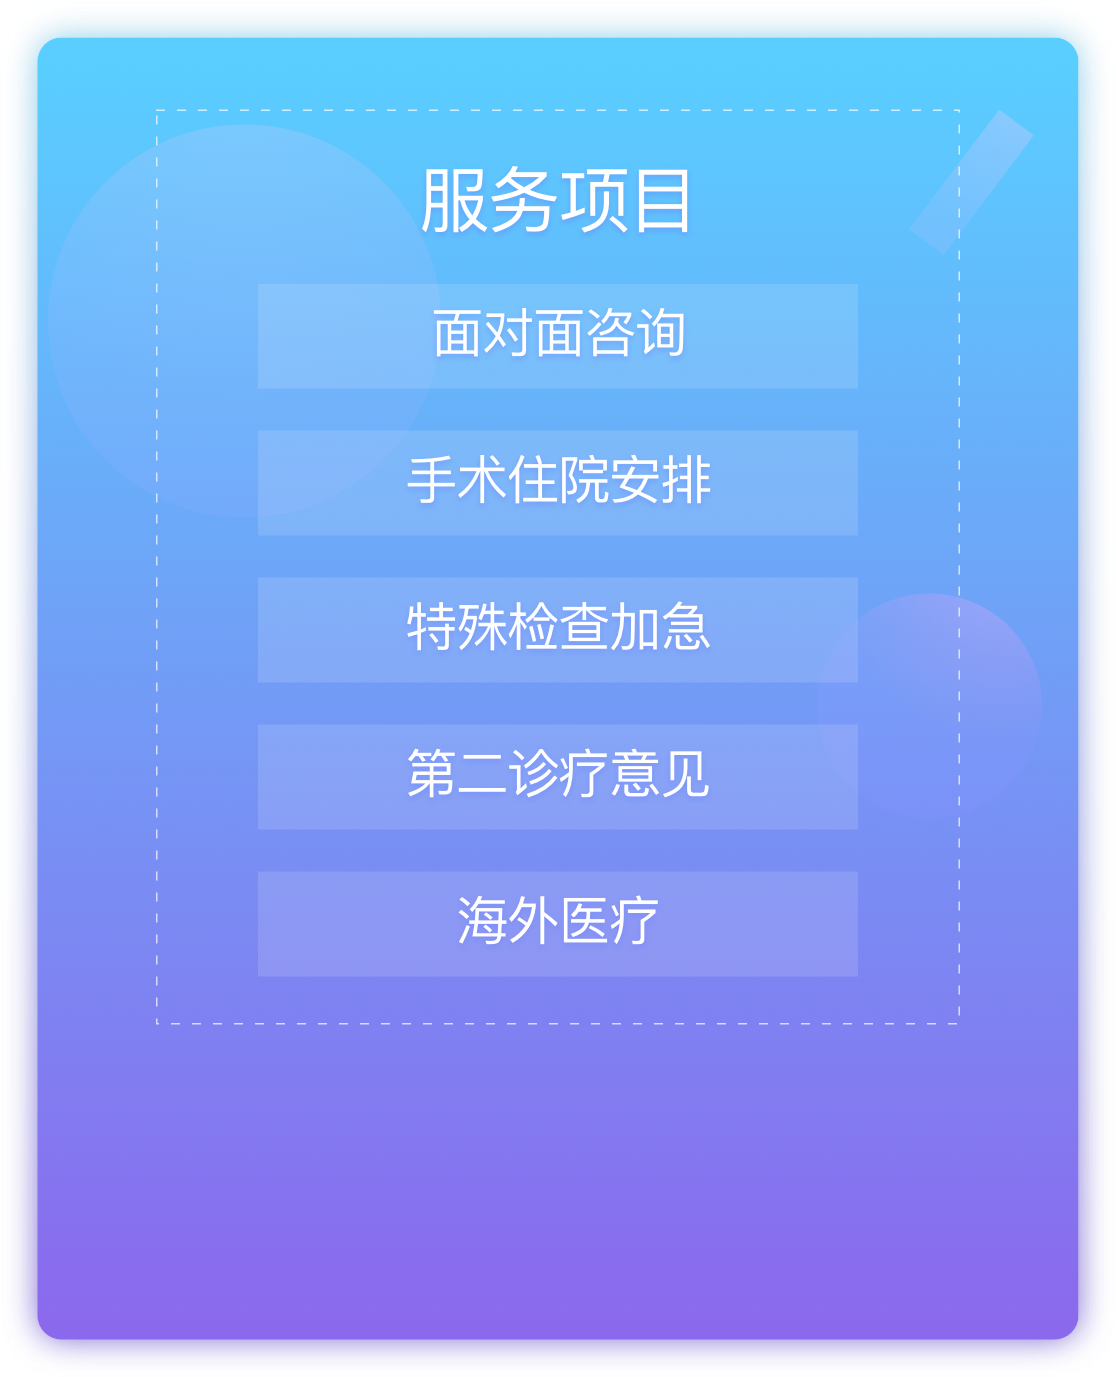 服务项目
面对面咨询
手术住院安排
特殊检查加急
第二诊疗意见
海外医疗